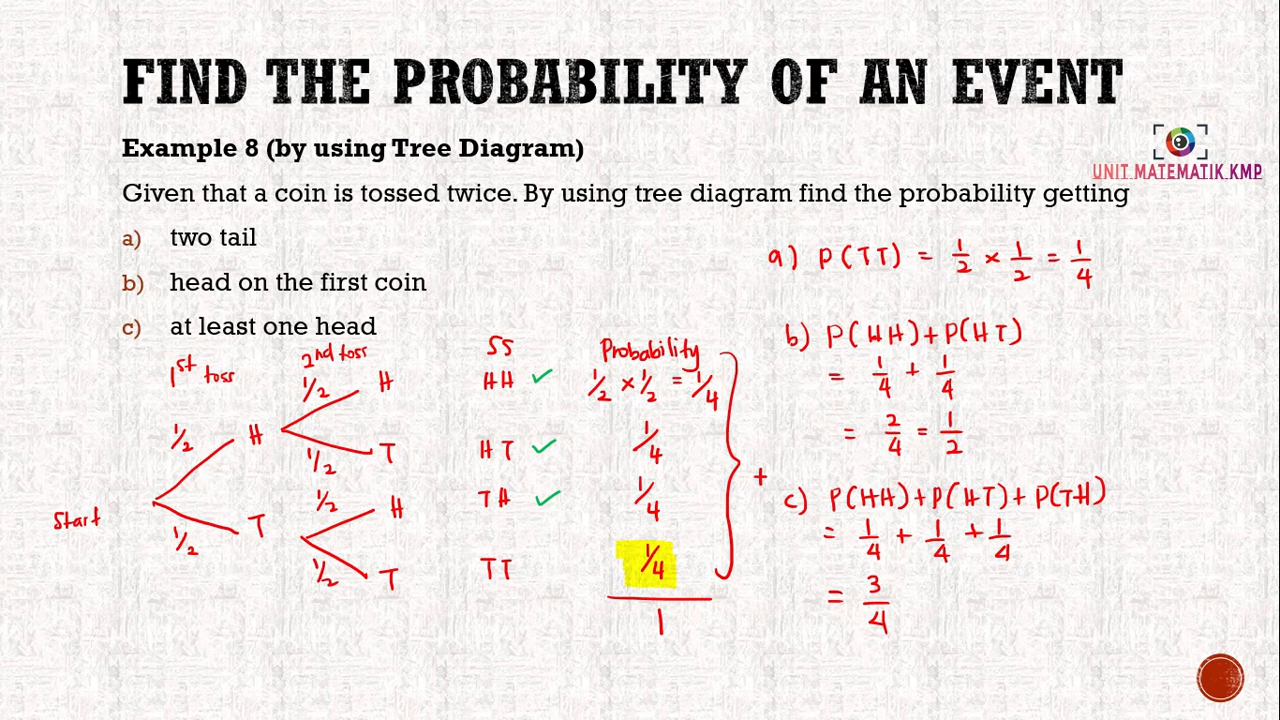 FIND THE PROBABILITY OF AN EVENT
UNIT.MATEMATIK.KMP
Example 8 (by using Tree Diagram)
Given that a coin is tossed twice. By using tree diagram find the probability getting
a) two tail
b) head on the first coin
c) at least one head
1st toss 2nd toss SS Probability
Start
1/2 H 1/2 H HH ✓ 1/2 × 1/2 = 1/4
1/2 T HT ✓ 1/4
1/2 T 1/2 H TH ✓ 1/4
1/2 T TT 1/4
+
1
a) P(TT) = 1/2 × 1/2 = 1/4
b) P(HH)+P(HT)
= 1/4 + 1/4
= 2/4 = 1/2
c) P(HH)+P(HT)+P(TH)
= 1/4 + 1/4 + 1/4
= 3/4